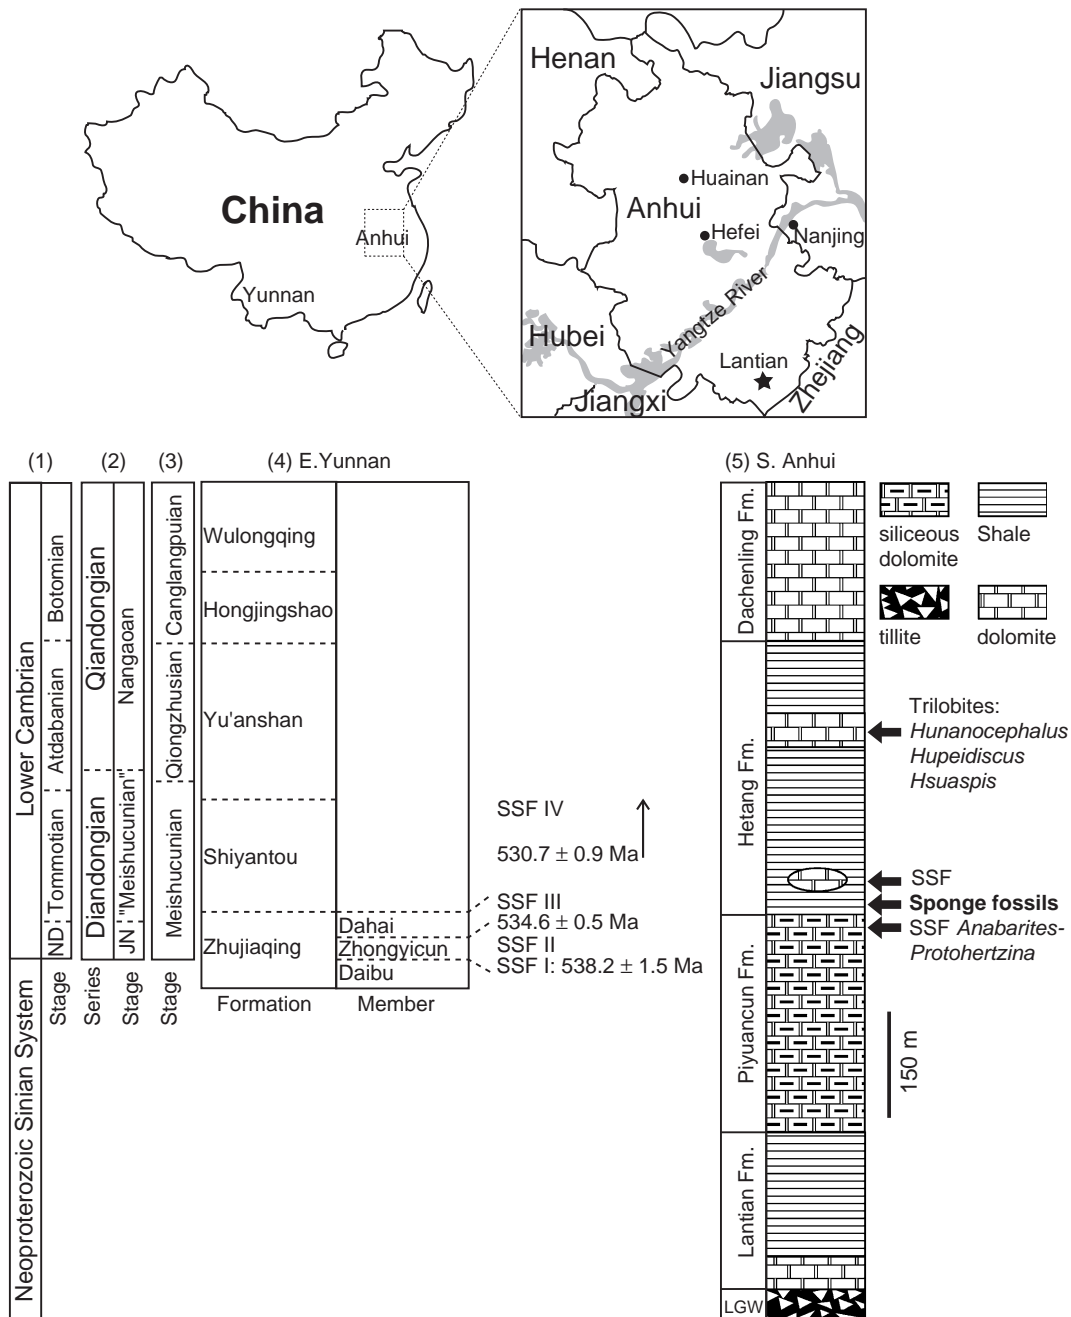 Henan
Jiangsu
Huainan
China
Anhui
Anhui
Hefei
Nanjing
Yunnan
Yangtze River
Hubei
Lantian
Zhejiang
Jiangxi
(1)
(2)
(3)
(4) E.Yunnan
(5) S. Anhui
Lower Cambrian
Neoproterozoic Sinian System
Botomian
Atdabanian
Tommotian
ND
Stage
Qiandongian
Diandongian
Series
Nangaoan
"Meishucunian"
JN
Stage
Canglangpuian
Qiongzhusian
Meishucunian
Stage
Wulongqing
Hongjingshao
Yu'anshan
Shiyantou
Zhujiaqing
Formation
Dahai
Zhongyicun
Daibu
Member
SSF IV
530.7 ± 0.9 Ma
SSF III
534.6 ± 0.5 Ma
SSF II
SSF I: 538.2 ± 1.5 Ma
Dachenling Fm.
Hetang Fm.
Piyuancun Fm.
Lantian Fm.
LGW
siliceous
dolomite
Shale
tillite
dolomite
Trilobites:
Hunanocephalus
Hupeidiscus
Hsuaspis
SSF
Sponge fossils
SSF Anabarites-
Protohertzina
150 m